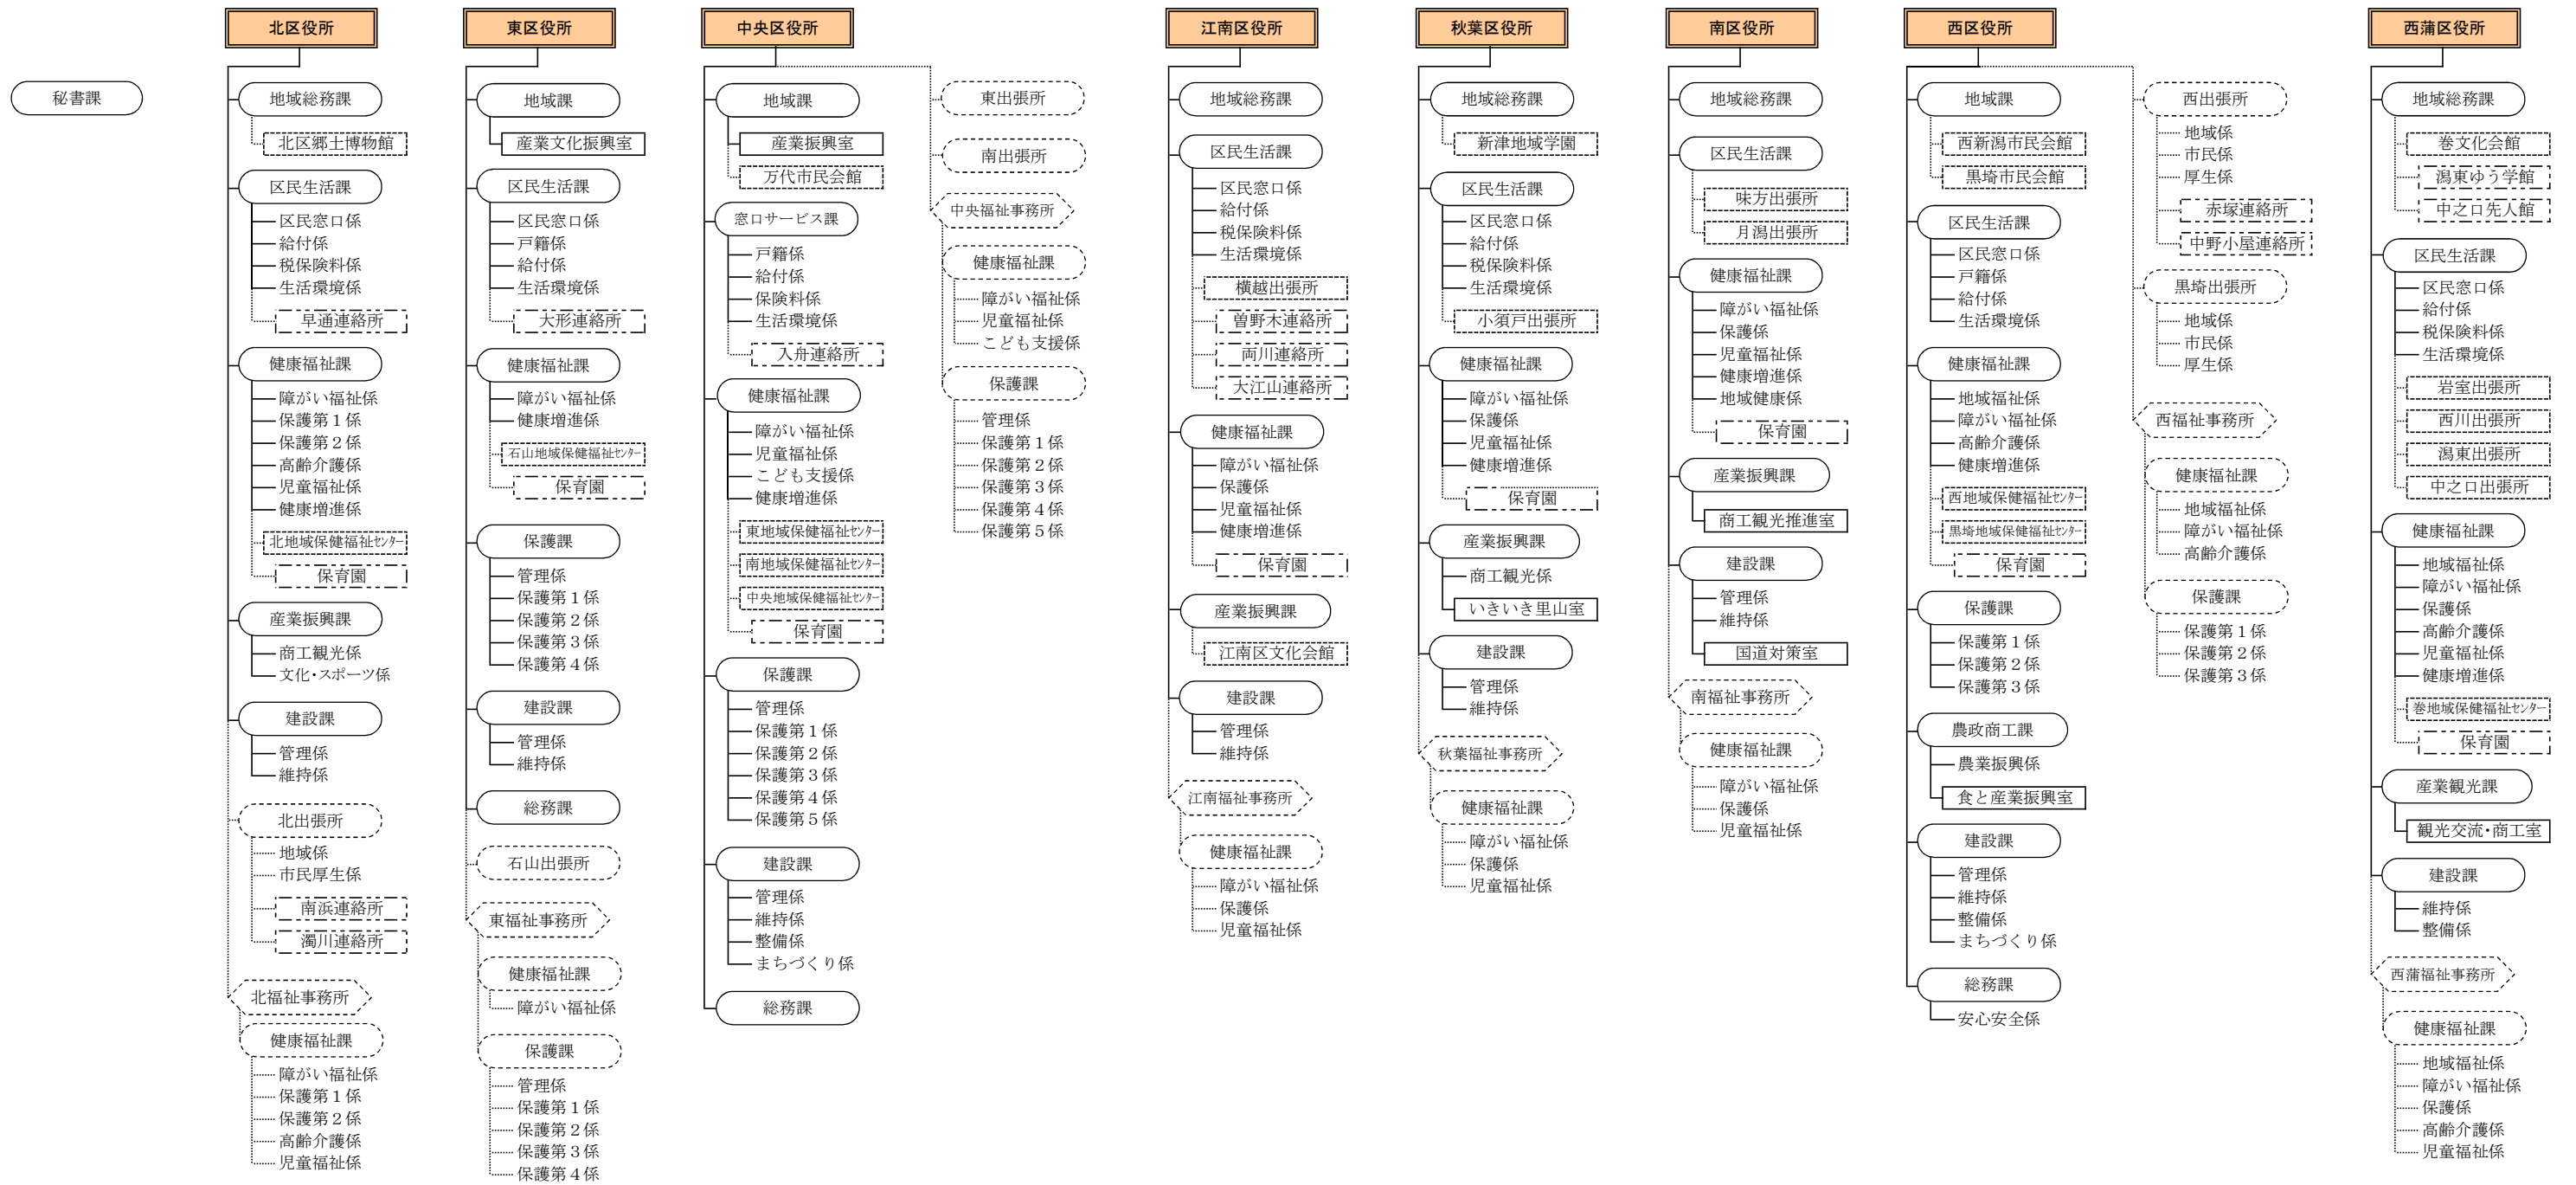 秘書課
北区役所
地域総務課
北区郷土博物館
区民生活課
区民窓口係
給付係
税保険料係
生活環境係
早通連絡所
健康福祉課
障がい福祉係
保護第１係
保護第２係
高齢介護係
児童福祉係
健康増進係
北地域保健福祉センター
保育園
産業振興課
商工観光係
文化・スポーツ係
建設課
管理係
維持係
北出張所
地域係
市民厚生係
南浜連絡所
濁川連絡所
北福祉事務所
健康福祉課
障がい福祉係
保護第１係
保護第２係
高齢介護係
児童福祉係
東区役所
地域課
産業文化振興室
区民生活課
区民窓口係
戸籍係
給付係
生活環境係
大形連絡所
健康福祉課
障がい福祉係
健康増進係
石山地域保健福祉センター
保育園
保護課
管理係
保護第１係
保護第２係
保護第３係
保護第４係
建設課
管理係
維持係
総務課
石山出張所
東福祉事務所
健康福祉課
障がい福祉係
保護課
管理係
保護第１係
保護第２係
保護第３係
保護第４係
中央区役所
地域課
産業振興室
万代市民会館
窓口サービス課
戸籍係
給付係
保険料係
生活環境係
入舟連絡所
健康福祉課
障がい福祉係
児童福祉係
こども支援係
健康増進係
東地域保健福祉センター
南地域保健福祉センター
中央地域保健福祉センター
保育園
保護課
管理係
保護第１係
保護第２係
保護第３係
保護第４係
保護第５係
建設課
管理係
維持係
整備係
まちづくり係
総務課
東出張所
南出張所
中央福祉事務所
健康福祉課
障がい福祉係
児童福祉係
こども支援係
保護課
管理係
保護第１係
保護第２係
保護第３係
保護第４係
保護第５係
江南区役所
地域総務課
区民生活課
区民窓口係
給付係
税保険料係
生活環境係
横越出張所
曽野木連絡所
両川連絡所
大江山連絡所
健康福祉課
障がい福祉係
保護係
児童福祉係
健康増進係
保育園
産業振興課
江南区文化会館
建設課
管理係
維持係
江南福祉事務所
健康福祉課
障がい福祉係
保護係
児童福祉係
秋葉区役所
地域総務課
新津地域学園
区民生活課
区民窓口係
給付係
税保険料係
生活環境係
小須戸出張所
健康福祉課
障がい福祉係
保護係
児童福祉係
健康増進係
保育園
産業振興課
商工観光係
いきいき里山室
建設課
管理係
維持係
秋葉福祉事務所
健康福祉課
障がい福祉係
保護係
児童福祉係
南区役所
地域総務課
区民生活課
味方出張所
月潟出張所
健康福祉課
障がい福祉係
保護係
児童福祉係
健康増進係
地域健康係
保育園
産業振興課
商工観光推進室
建設課
管理係
維持係
国道対策室
南福祉事務所
健康福祉課
障がい福祉係
保護係
児童福祉係
西区役所
地域課
西新潟市民会館
黒埼市民会館
区民生活課
区民窓口係
戸籍係
給付係
生活環境係
健康福祉課
地域福祉係
障がい福祉係
高齢介護係
健康増進係
西地域保健福祉センター
黒埼地域保健福祉センター
保育園
保護課
保護第１係
保護第２係
保護第３係
農政商工課
農業振興係
食と産業振興室
建設課
管理係
維持係
整備係
まちづくり係
総務課
安心安全係
西出張所
地域係
市民係
厚生係
赤塚連絡所
中野小屋連絡所
黒埼出張所
地域係
市民係
厚生係
西福祉事務所
健康福祉課
地域福祉係
障がい福祉係
高齢介護係
保護課
保護第１係
保護第２係
保護第３係
西蒲区役所
地域総務課
巻文化会館
潟東ゆう学館
中之口先人館
区民生活課
区民窓口係
給付係
税保険料係
生活環境係
岩室出張所
西川出張所
潟東出張所
中之口出張所
健康福祉課
地域福祉係
障がい福祉係
保護係
高齢介護係
児童福祉係
健康増進係
巻地域保健福祉センター
保育園
産業観光課
観光交流・商工室
建設課
維持係
整備係
西蒲福祉事務所
健康福祉課
地域福祉係
障がい福祉係
保護係
高齢介護係
児童福祉係